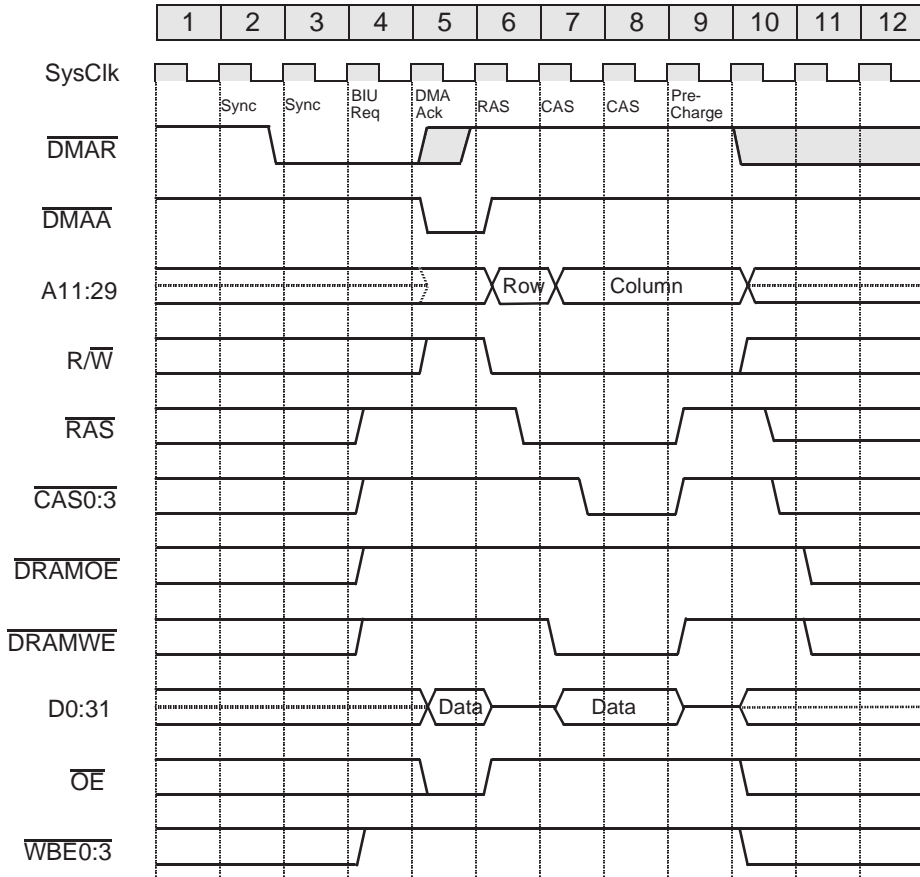 1 2 3 4 5 6 7 8 9 10 11 12
SysClk
Sync Sync BIU Req DMA Ack RAS CAS CAS Pre-Charge
DMAR
DMAA
A11:29 Row Column
R/W
RAS
CAS0:3
DRAMOE
DRAMWE
D0:31 Data Data
OE
WBE0:3